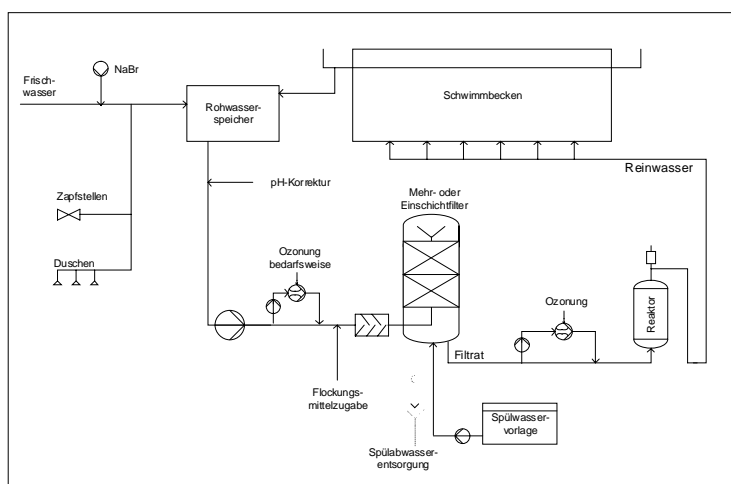 NaBr
Frisch-
wasser
Rohwasser-
speicher
Schwimmbecken
Reinwasser
pH-Korrektur
Mehr- oder
Einschichtfilter
Zapfstellen
Duschen
Ozonung
bedarfsweise
Ozonung
Reaktor
Filtrat
Flockungs-
mittelzugabe
Spülwasser-
vorlage
Spülabwasser-
entsorgung